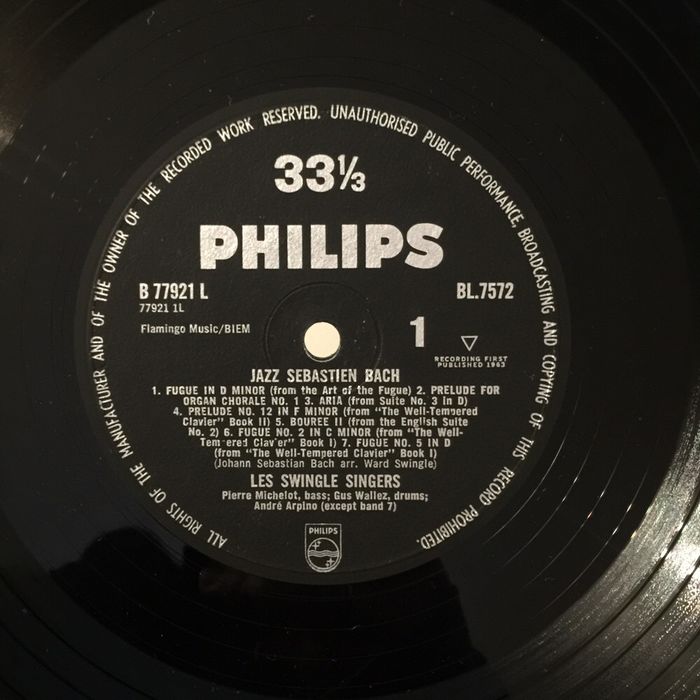 ALL RIGHTS OF THE MANUFACTURER AND OF THE OWNER OF THE RECORDED WORK RESERVED. UNAUTHORISED PUBLIC PERFORMANCE, BROADCASTING AND COPYING OF THIS RECORD PROHIBITED.
33⅓
PHILIPS
B 77921 L
BL.7572
77921 1L
Flamingo Music/BIEM
1
RECORDING FIRST
PUBLISHED 1963
JAZZ SEBASTIEN BACH
1. FUGUE IN D MINOR (from the Art of the Fugue) 2. PRELUDE FOR
ORGAN CHORALE NO. 1 3. ARIA (from Suite No. 3 in D)
4. PRELUDE NO. 12 IN F MINOR (from "The Well-Tempered
Clavier" Book II) 5. BOUREE II (from the English Suite
No. 2) 6. FUGUE NO. 2 IN C MINOR (from "The Well-
Tempered Clavier" Book I) 7. FUGUE NO. 5 IN D
(from "The Well-Tempered Clavier" Book I)
(Johann Sebastian Bach arr. Ward Swingle)
LES SWINGLE SINGERS
Pierre Michelot, bass; Gus Wallez, drums;
André Arpino (except band 7)
PHILIPS